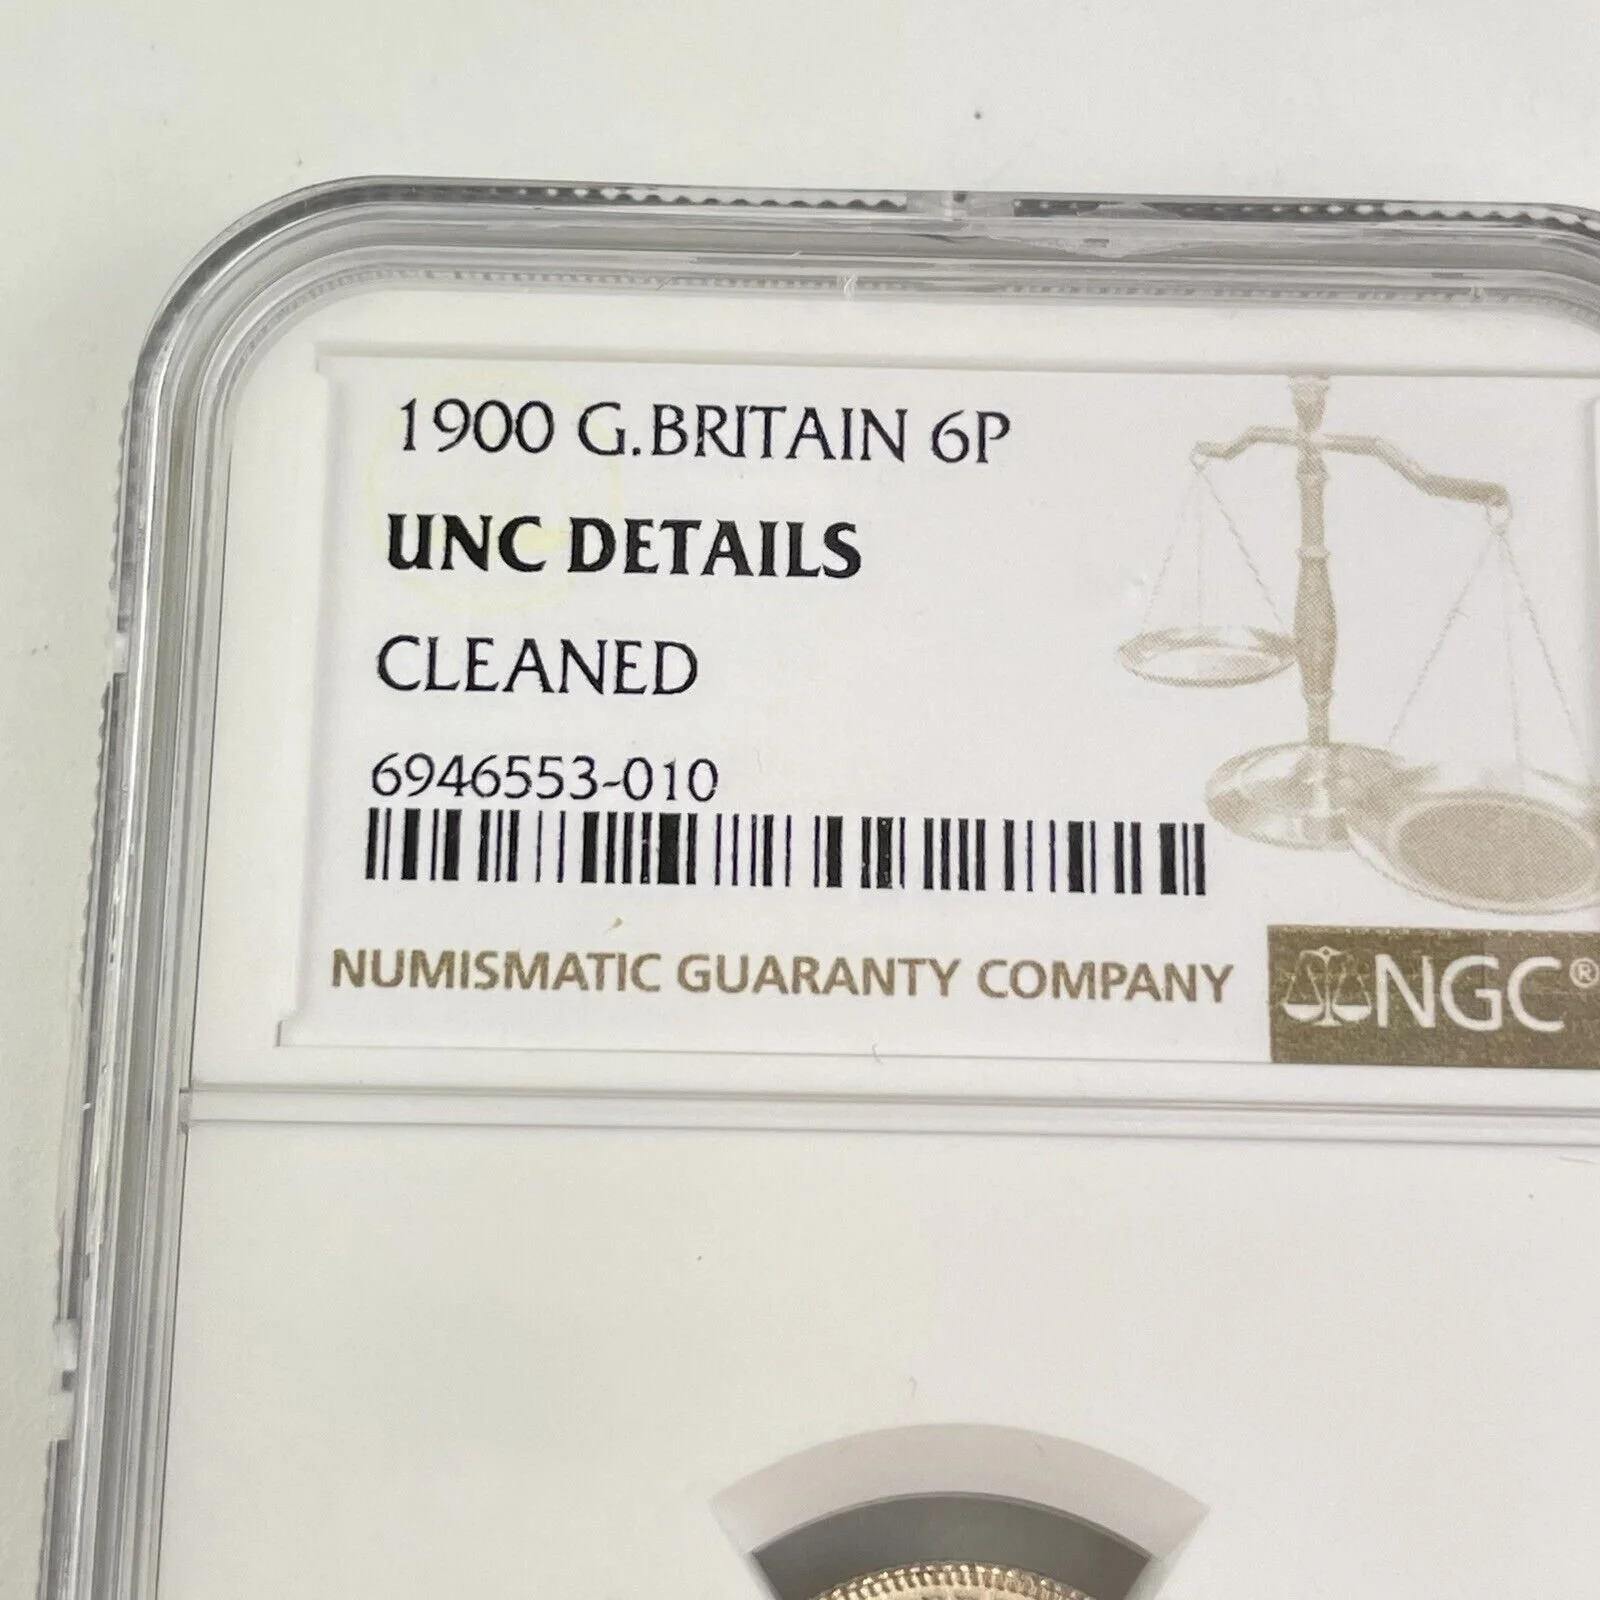 1900 G.BRITAIN 6P
UNC DETAILS
CLEANED
6946553-010
NUMISMATIC GUARANTY COMPANY
NGC®